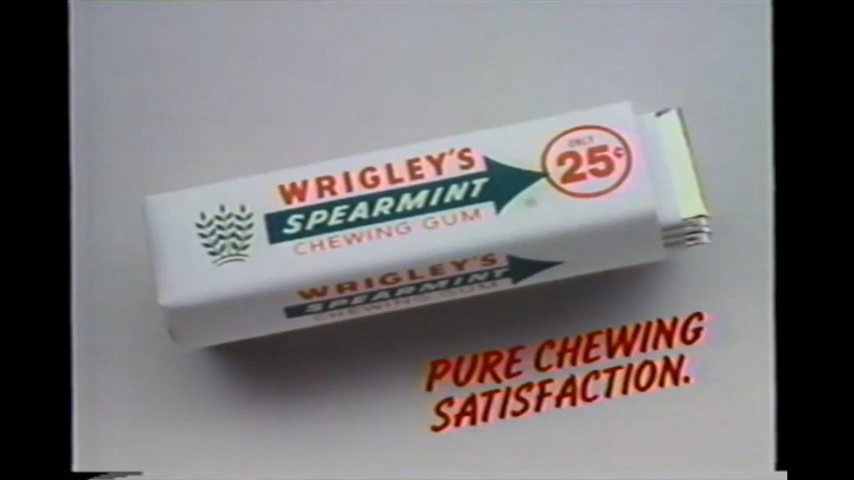 WRIGLEY'S
SPEARMINT
CHEWING GUM
ONLY
25¢
®
WRIGLEY'S
SPEARMINT
CHEWING GUM
PURE CHEWING
SATISFACTION.